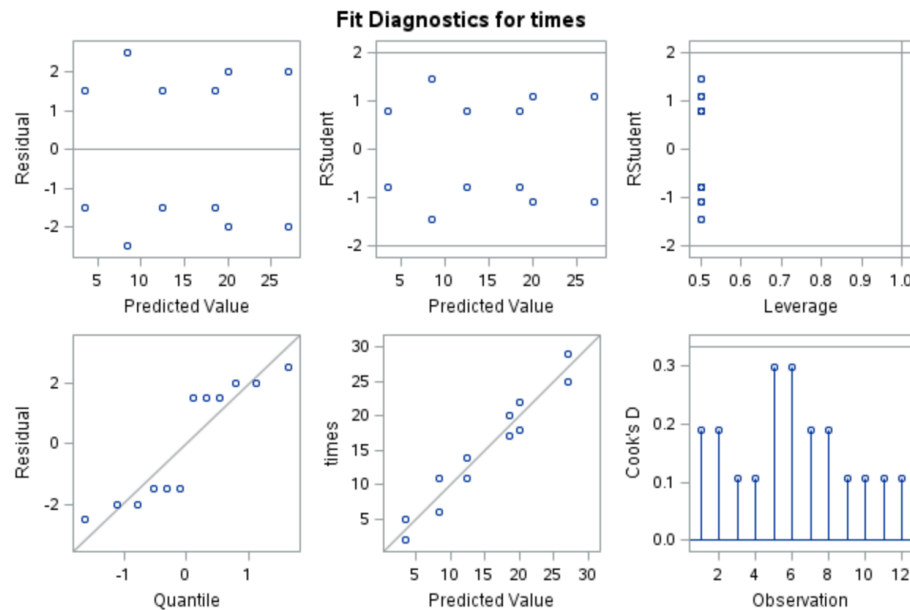 Fit Diagnostics for times
Residual
2
1
0
-1
-2
5 10 15 20 25
Predicted Value
RStudent
2
1
0
-1
-2
5 10 15 20 25
Predicted Value
RStudent
2
1
0
-1
-2
0.5 0.6 0.7 0.8 0.9 1.0
Leverage
Residual
2
0
-2
-1 0 1
Quantile
times
30
25
20
15
10
5
5 10 15 20 25 30
Predicted Value
Cook's D
0.3
0.2
0.1
0.0
2 4 6 8 10 12
Observation